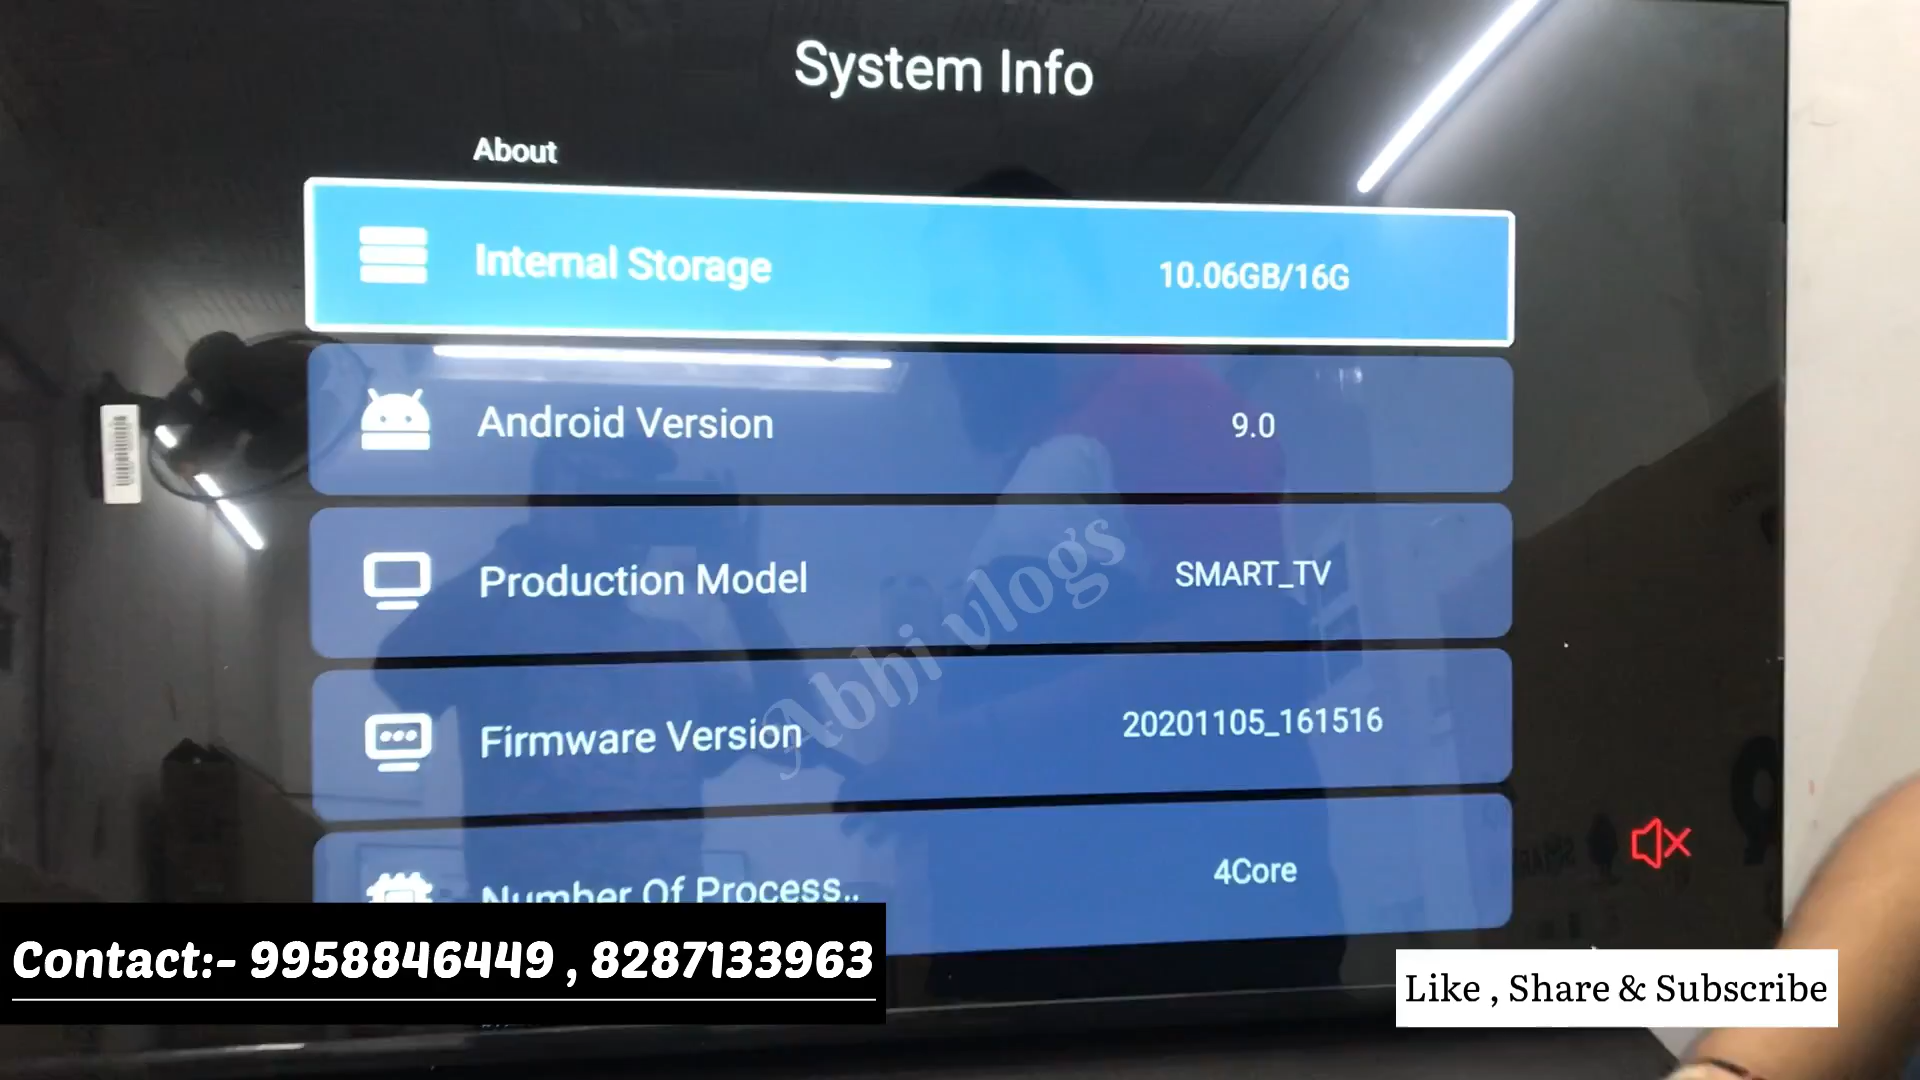 System Info
About
Internal Storage 10.06GB/16G
Android Version 9.0
Production Model SMART_TV
Abhi vlogs
Firmware Version 20201105_161516
Number Of Process.. 4Core
Contact:- 9958846449 , 8287133963
Like , Share & Subscribe